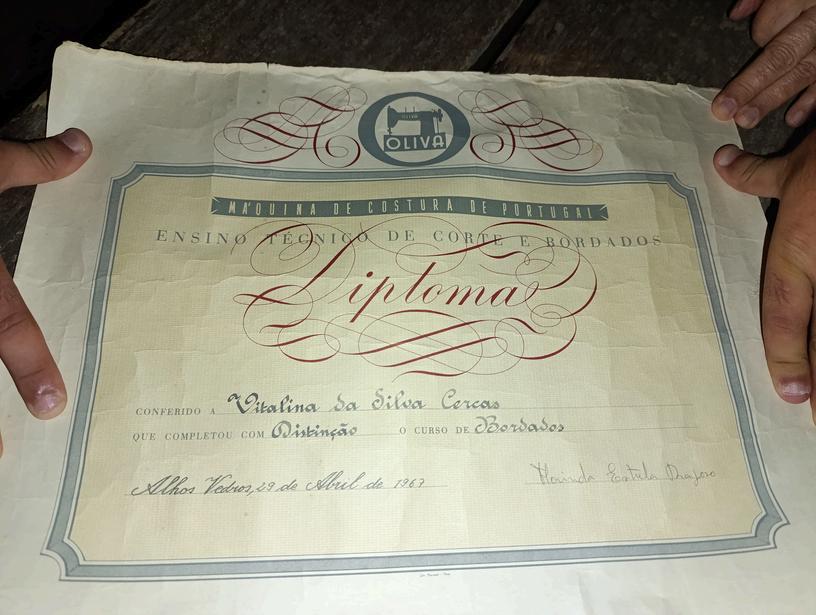 OLIVA
OLIVA
MÁQUINA DE COSTURA DE PORTUGAL
ENSINO TÉCNICO DE CORTE E BORDADOS
Diploma
CONFERIDO A Vitalina da Silva Cercas
QUE COMPLETOU COM Distinção O CURSO DE Bordados
Alhos Vedros, 29 de Abril de 1967